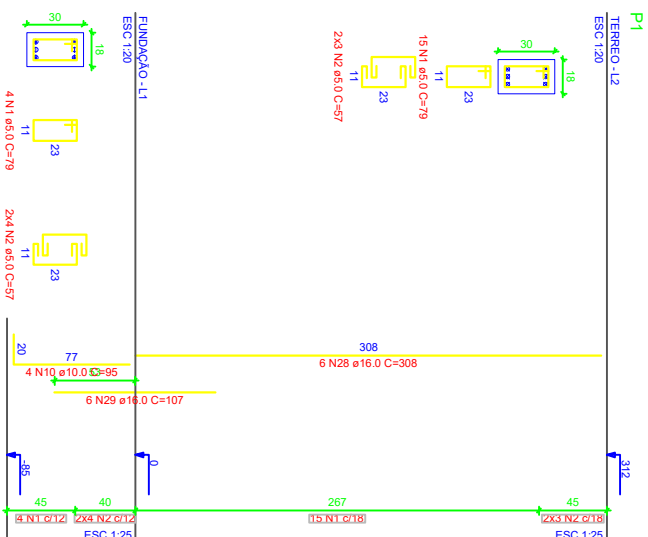 P1
TERREO - L2
ESC 1:20
30
18
15 N1 ø5.0 C=79
11
23
2x3 N2 ø5.0 C=57
11
23
FUNDAÇÃO - L1
ESC 1:20
30
18
4 N1 ø5.0 C=79
11
23
2x4 N2 ø5.0 C=57
11
23
308
6 N28 ø16.0 C=308
20
77
4 N10 ø10.0 C=95
6 N29 ø16.0 C=107
-85
0
312
45
40
267
45
4 N1 c/12
2x4 N2 c/12
15 N1 c/18
2x3 N2 c/18
ESC 1:25
ESC 1:25